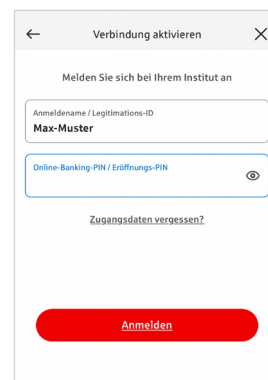 Verbindung aktivieren
Melden Sie sich bei Ihrem Institut an
Anmeldename / Legitimations-ID
Max-Muster
Online-Banking-PIN / Eröffnungs-PIN
Zugangsdaten vergessen?
Anmelden